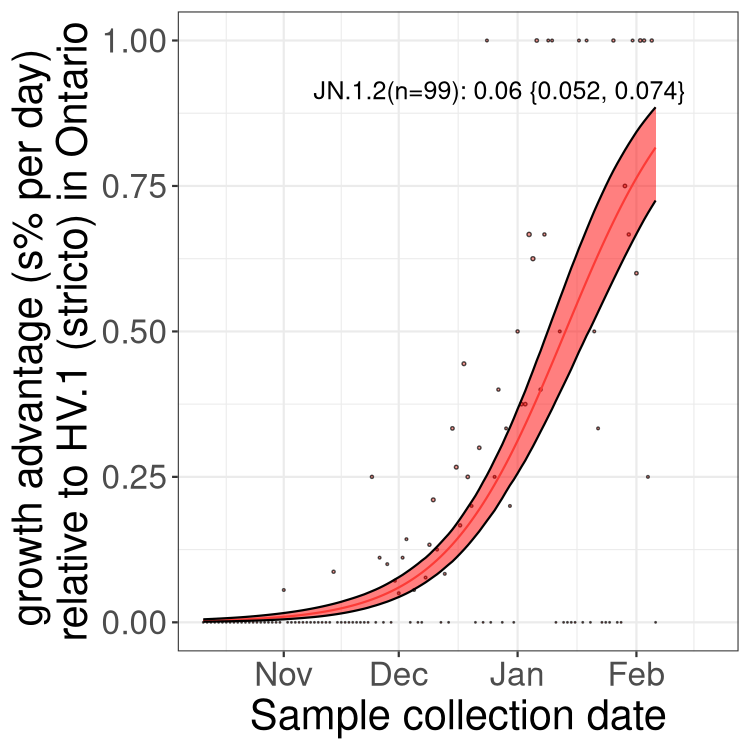 growth advantage (s% per day)
relative to HV.1 (stricto) in Ontario
1.00
0.75
0.50
0.25
0.00
JN.1.2(n=99): 0.06 {0.052, 0.074}
Nov Dec Jan Feb
Sample collection date